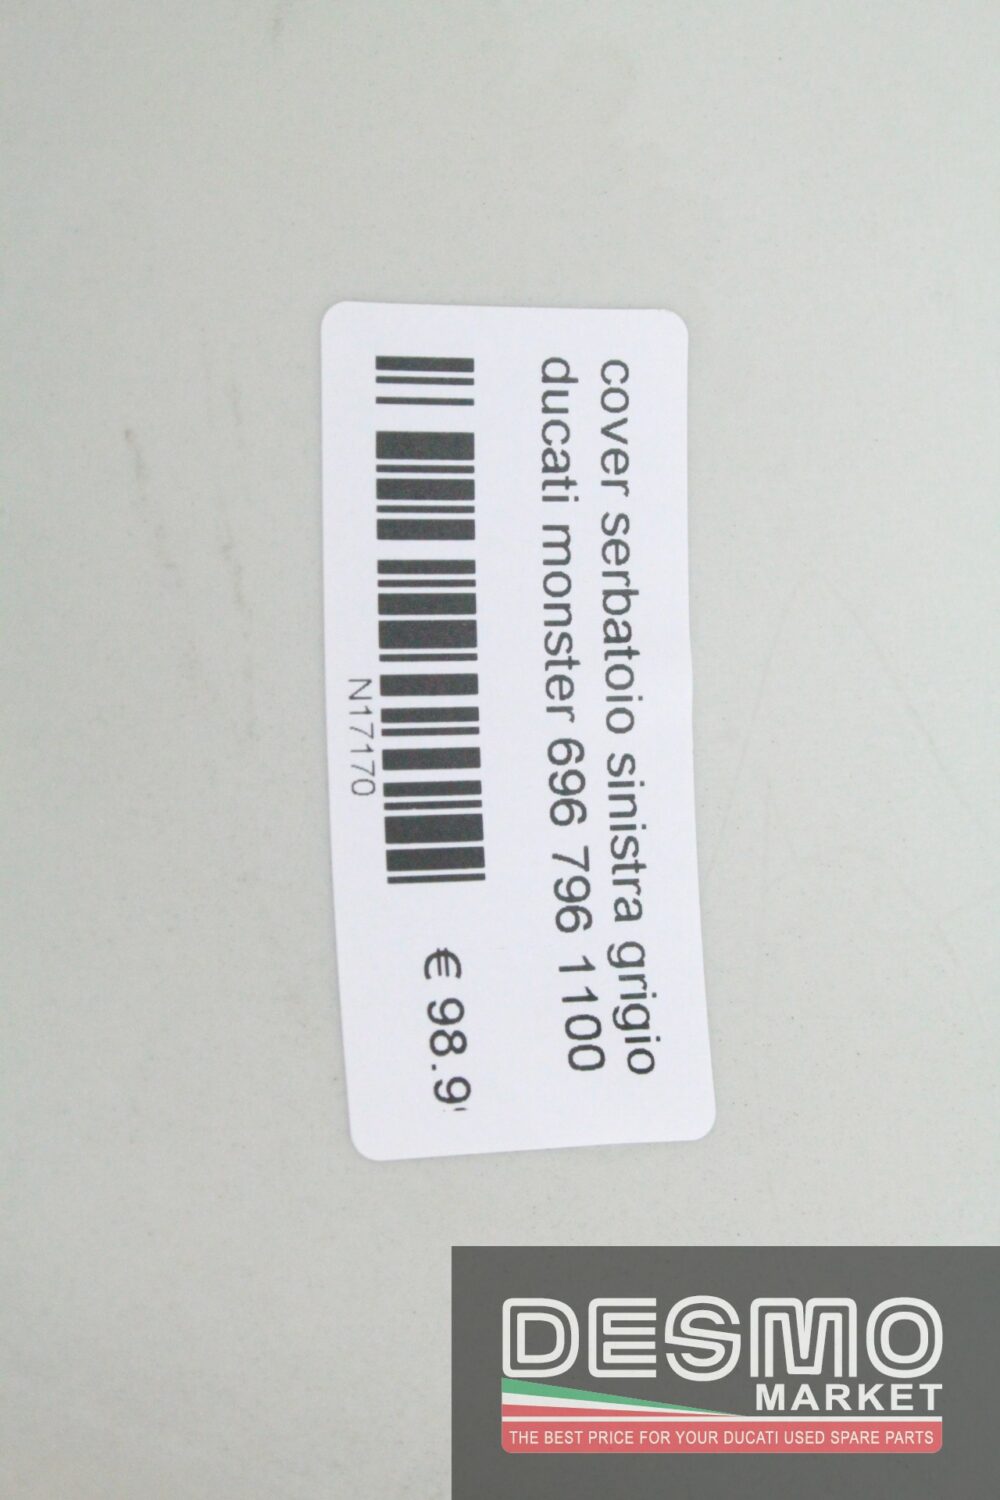 cover serbatoio sinistra grigio
ducati monster 696 796 1100
N17170
€ 98.9
DESMO
MARKET
THE BEST PRICE FOR YOUR DUCATI USED SPARE PARTS